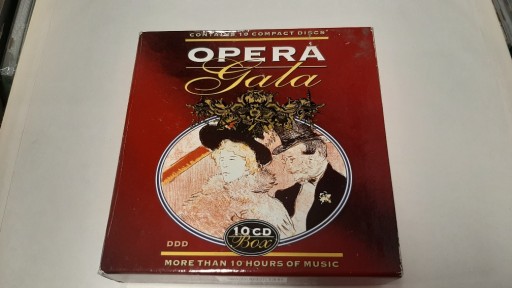 CONTAINS 10 COMPACT DISCS
OPERA
Gala
10 CD
Box
DDD
MORE THAN 10 HOURS OF MUSIC